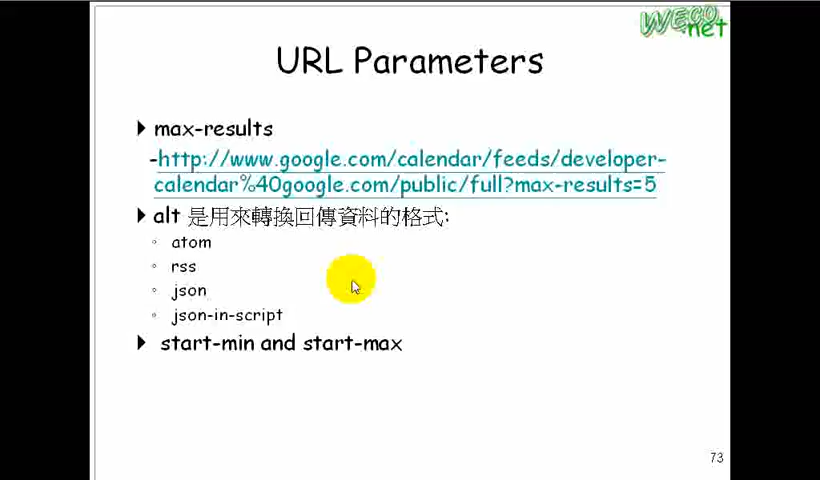 WECO.net
URL Parameters
max-results
-http://www.google.com/calendar/feeds/developer-
calendar%40google.com/public/full?max-results=5
alt 是用來轉換回傳資料的格式:
atom
rss
json
json-in-script
start-min and start-max
73